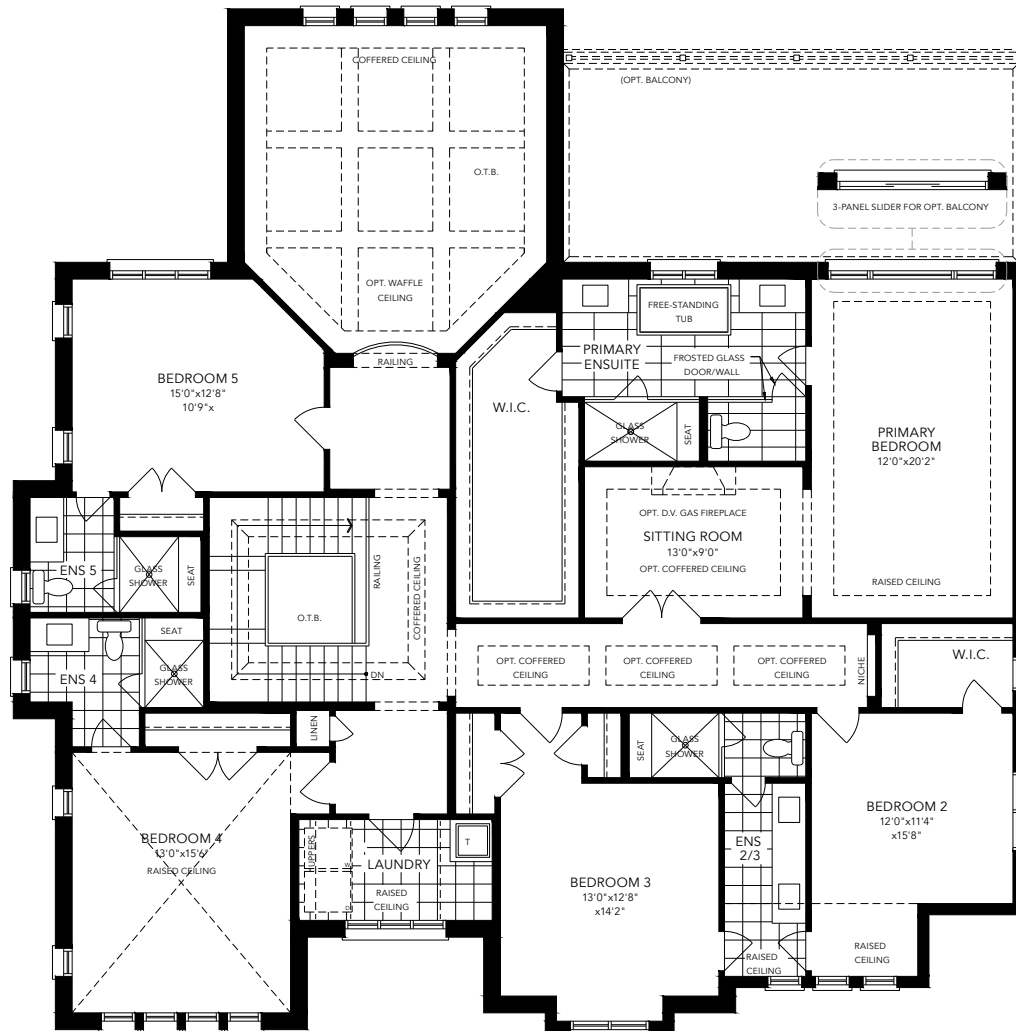 COFFERED CEILING
(OPT. BALCONY)
O.T.B.
3-PANEL SLIDER FOR OPT. BALCONY
OPT. WAFFLE
CEILING
FREE-STANDING
TUB
RAILING
PRIMARY
ENSUITE
FROSTED GLASS
DOOR/WALL
BEDROOM 5
15'0"x12'8"
10'9"x
W.I.C.
GLASS
SHOWER
SEAT
PRIMARY
BEDROOM
12'0"x20'2"
OPT. D.V. GAS FIREPLACE
SITTING ROOM
13'0"x9'0"
OPT. COFFERED CEILING
RAISED CEILING
ENS 5
GLASS
SHOWER
SEAT
RAILING
COFFERED CEILING
O.T.B.
SEAT
GLASS
SHOWER
ENS 4
DN
OPT. COFFERED
CEILING
OPT. COFFERED
CEILING
OPT. COFFERED
CEILING
NICHE
W.I.C.
LINEN
SEAT
GLASS
SHOWER
BEDROOM 4
13'0"x15'6"
RAISED CEILING
UPPERS
W
D
LAUNDRY
RAISED
CEILING
T
BEDROOM 3
13'0"x12'8"
x14'2"
ENS
2/3
RAISED
CEILING
BEDROOM 2
12'0"x11'4"
x15'8"
RAISED
CEILING